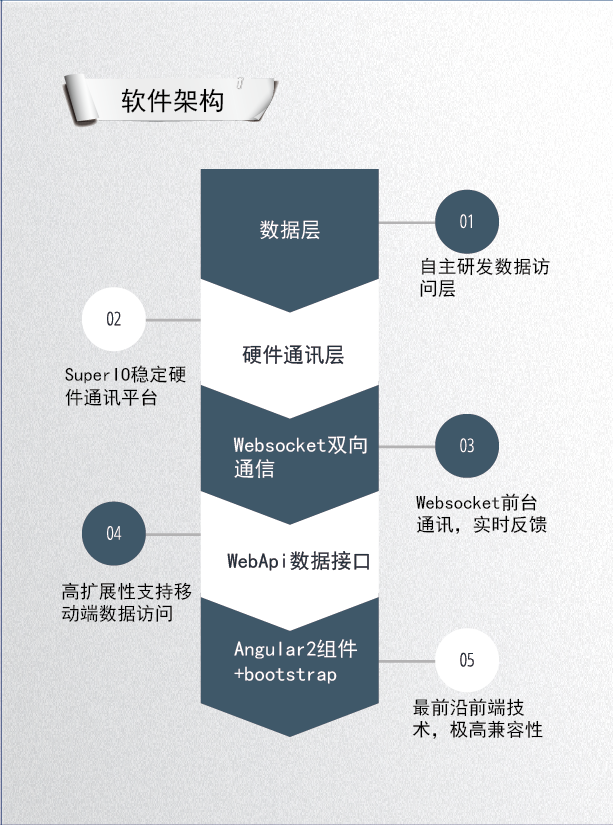 软件架构
数据层
01
自主研发数据访
问层
02
硬件通讯层
SuperIO稳定硬
件通讯平台
Websocket双向
通信
03
Websocket前台
通讯，实时反馈
04
WebApi数据接口
高扩展性支持移
动端数据访问
Angular2组件
+bootstrap
05
最前沿前端技
术，极高兼容性